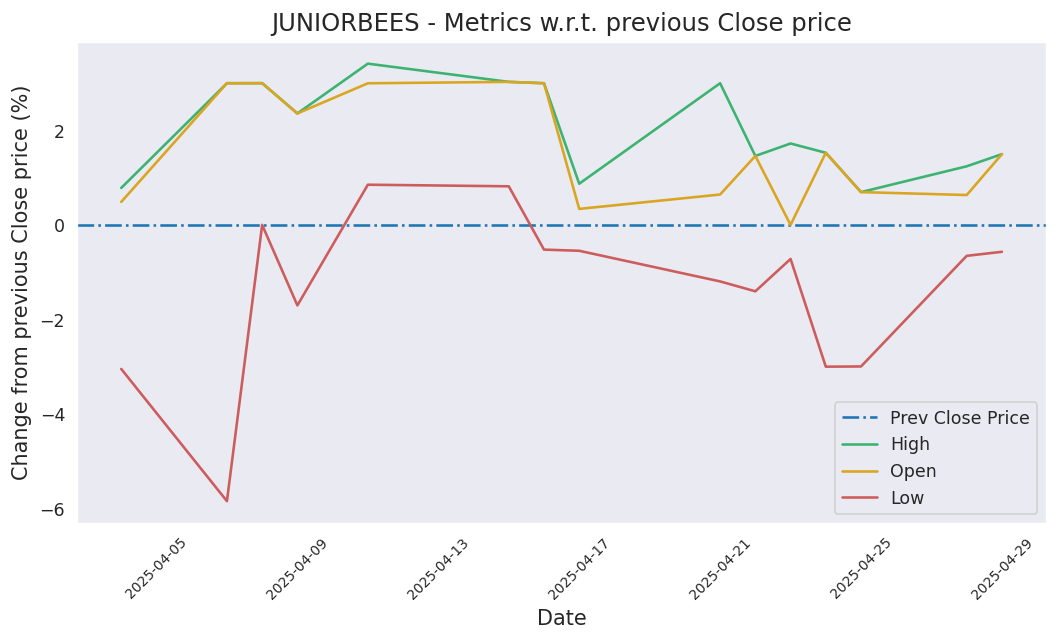 JUNIORBEES - Metrics w.r.t. previous Close price
Change from previous Close price (%)
2
0
−2
−4
−6
Prev Close Price
High
Open
Low
2025-04-05
2025-04-09
2025-04-13
2025-04-17
2025-04-21
2025-04-25
2025-04-29
Date